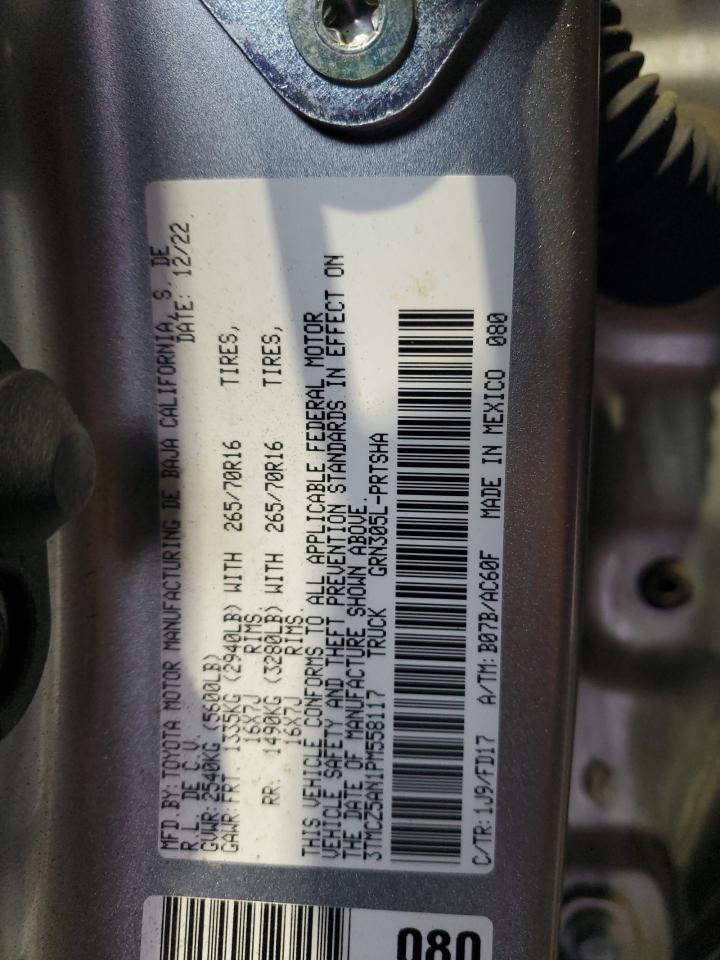 MFD.BY:TOYOTA MOTOR MANUFACTURING DE BAJA CALIFORNIA, S. DE
R.L. DE C.V. DATE: 12/22
GVWR:2540KG (5600LB)
GAWR:FRT 1335KG (2940LB) WITH 265/70R16 TIRES,
16X7J RIMS.
RR. 1490KG (3280LB) WITH 265/70R16 TIRES,
16X7J RIMS.
THIS VEHICLE CONFORMS TO ALL APPLICABLE FEDERAL MOTOR
VEHICLE SAFETY AND THEFT PREVENTION STANDARDS IN EFFECT ON
THE DATE OF MANUFACTURE SHOWN ABOVE.
3TMCZ5AN1PM558117 TRUCK GRN305L-PRTSHA
C/TR:1J9/FD17 A/TM:B07B/AC60F MADE IN MEXICO 080
080